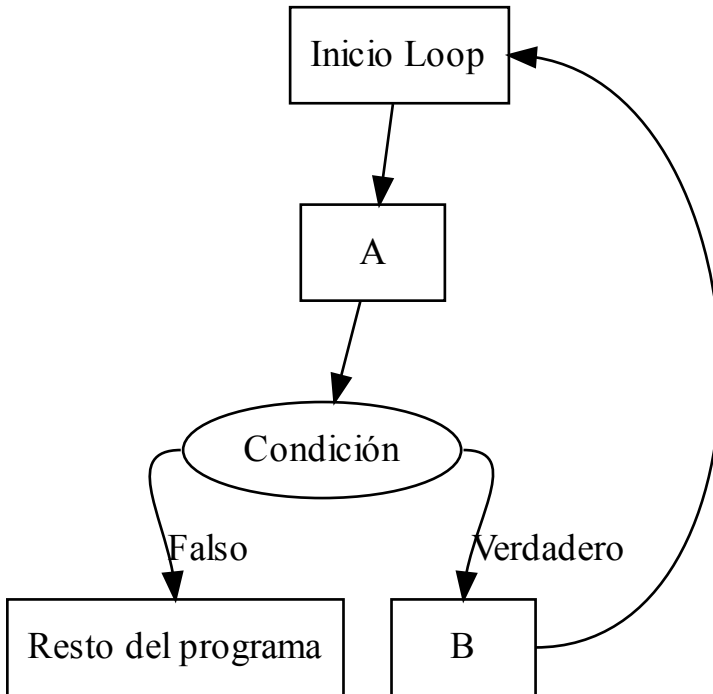 Inicio Loop
A
Condición
Falso
Verdadero
Resto del programa
B